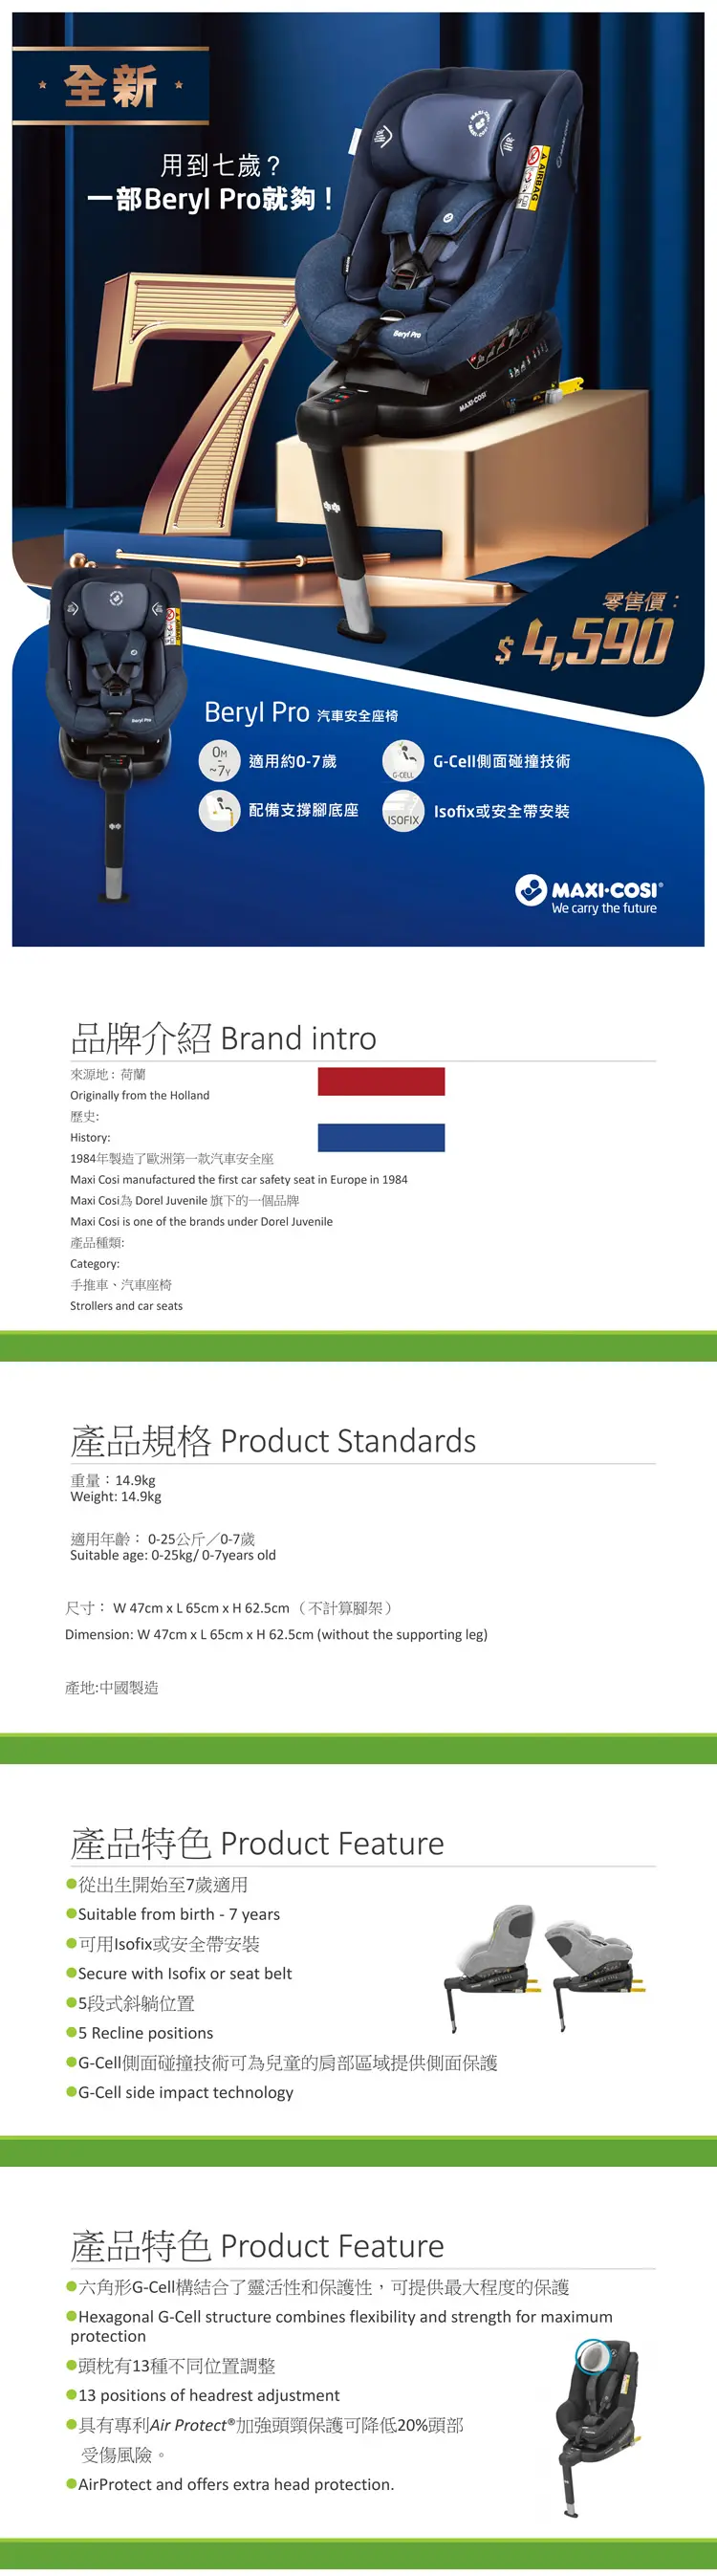 全新
用到七歲？
一部Beryl Pro就夠！
MAXI-COSI
AIRBAG
Beryl Pro
MAXI-COSI
7
零售價：
$ 4,590
Beryl Pro
Beryl Pro 汽車安全座椅
0M
-
~7Y
適用約0-7歲
G-CELL
G-Cell側面碰撞技術
配備支撐腳底座
ISOFIX
Isofix或安全帶安裝
MAXI-COSI®
We carry the future
品牌介紹 Brand intro
來源地：荷蘭
Originally from the Holland
歷史:
History:
1984年製造了歐洲第一款汽車安全座
Maxi Cosi manufactured the first car safety seat in Europe in 1984
Maxi Cosi為 Dorel Juvenile 旗下的一個品牌
Maxi Cosi is one of the brands under Dorel Juvenile
產品種類:
Category:
手推車、汽車座椅
Strollers and car seats
產品規格 Product Standards
重量：14.9kg
Weight: 14.9kg
適用年齡： 0-25公斤／0-7歲
Suitable age: 0-25kg/ 0-7years old
尺寸： W 47cm x L 65cm x H 62.5cm （不計算腳架）
Dimension: W 47cm x L 65cm x H 62.5cm (without the supporting leg)
產地:中國製造
產品特色 Product Feature
●從出生開始至7歲適用
●Suitable from birth - 7 years
●可用Isofix或安全帶安裝
●Secure with Isofix or seat belt
●5段式斜躺位置
●5 Recline positions
●G-Cell側面碰撞技術可為兒童的肩部區域提供側面保護
●G-Cell side impact technology
產品特色 Product Feature
●六角形G-Cell構結合了靈活性和保護性，可提供最大程度的保護
●Hexagonal G-Cell structure combines flexibility and strength for maximum
protection
●頭枕有13種不同位置調整
●13 positions of headrest adjustment
●具有專利Air Protect®加強頭頸保護可降低20%頭部
受傷風險。
●AirProtect and offers extra head protection.